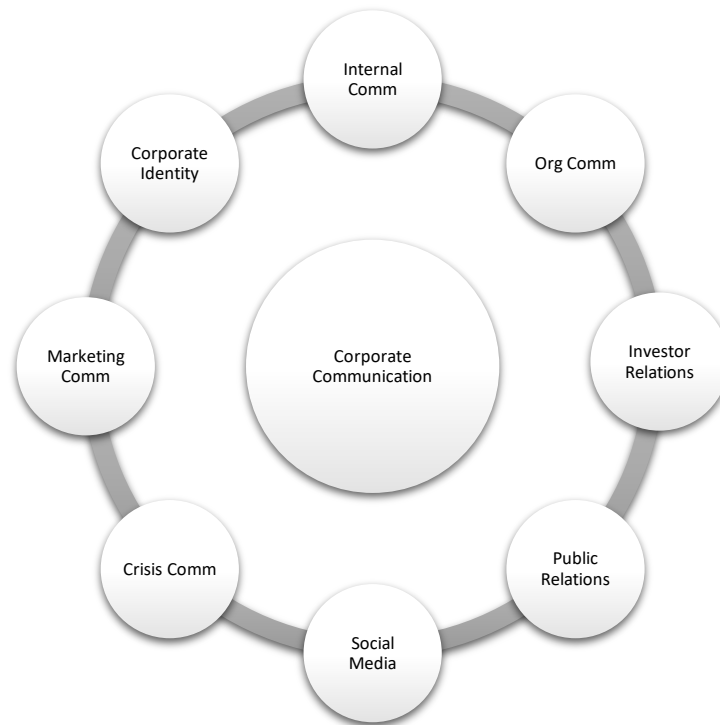 Internal
Comm
Org Comm
Investor
Relations
Public
Relations
Social
Media
Crisis Comm
Marketing
Comm
Corporate
Identity
Corporate
Communication